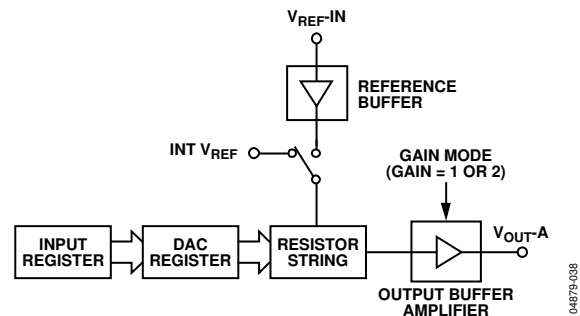 VREF-IN
REFERENCE
BUFFER
INT VREF
GAIN MODE
(GAIN = 1 OR 2)
INPUT
REGISTER
DAC
REGISTER
RESISTOR
STRING
VOUT-A
OUTPUT BUFFER
AMPLIFIER
04879-038